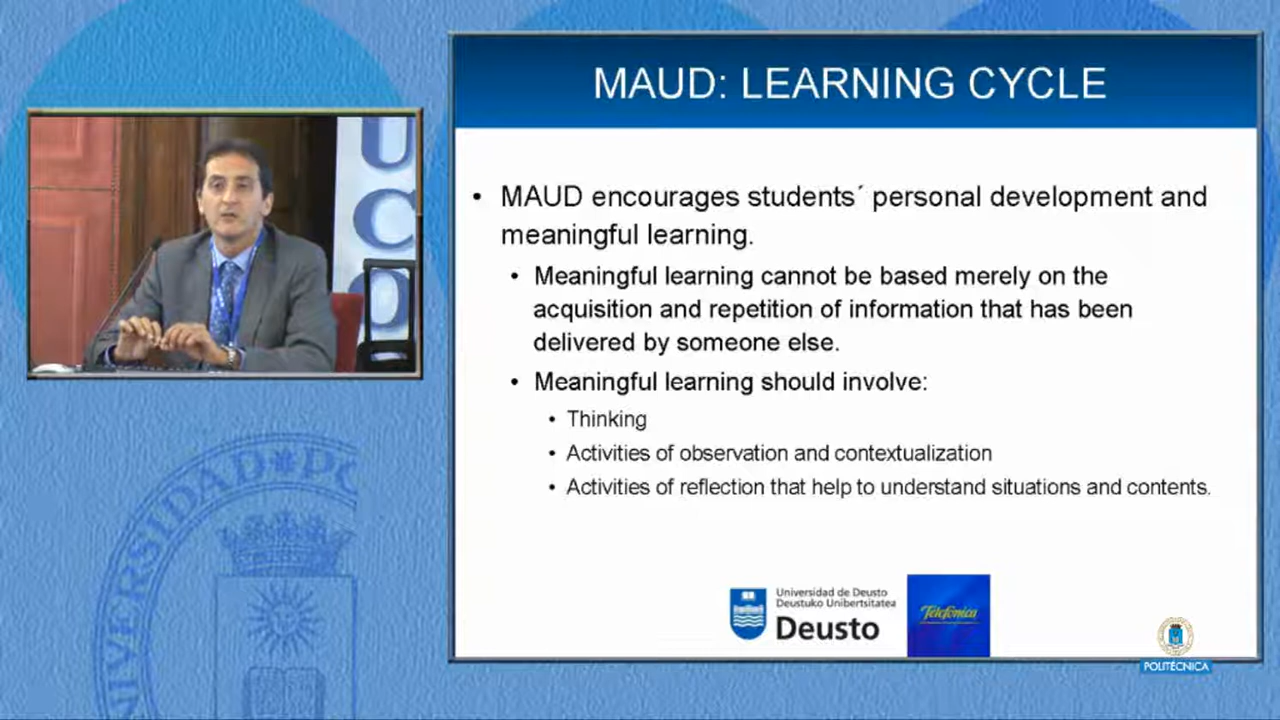 MAUD: LEARNING CYCLE
• MAUD encourages students´ personal development and
meaningful learning.
• Meaningful learning cannot be based merely on the
acquisition and repetition of information that has been
delivered by someone else.
• Meaningful learning should involve:
• Thinking
• Activities of observation and contextualization
• Activities of reflection that help to understand situations and contents.
Universidad de Deusto
Deustuko Unibertsitatea
Deusto
Telefónica
POLITÉCNICA
UNIVERSIDAD PO
U
C
O